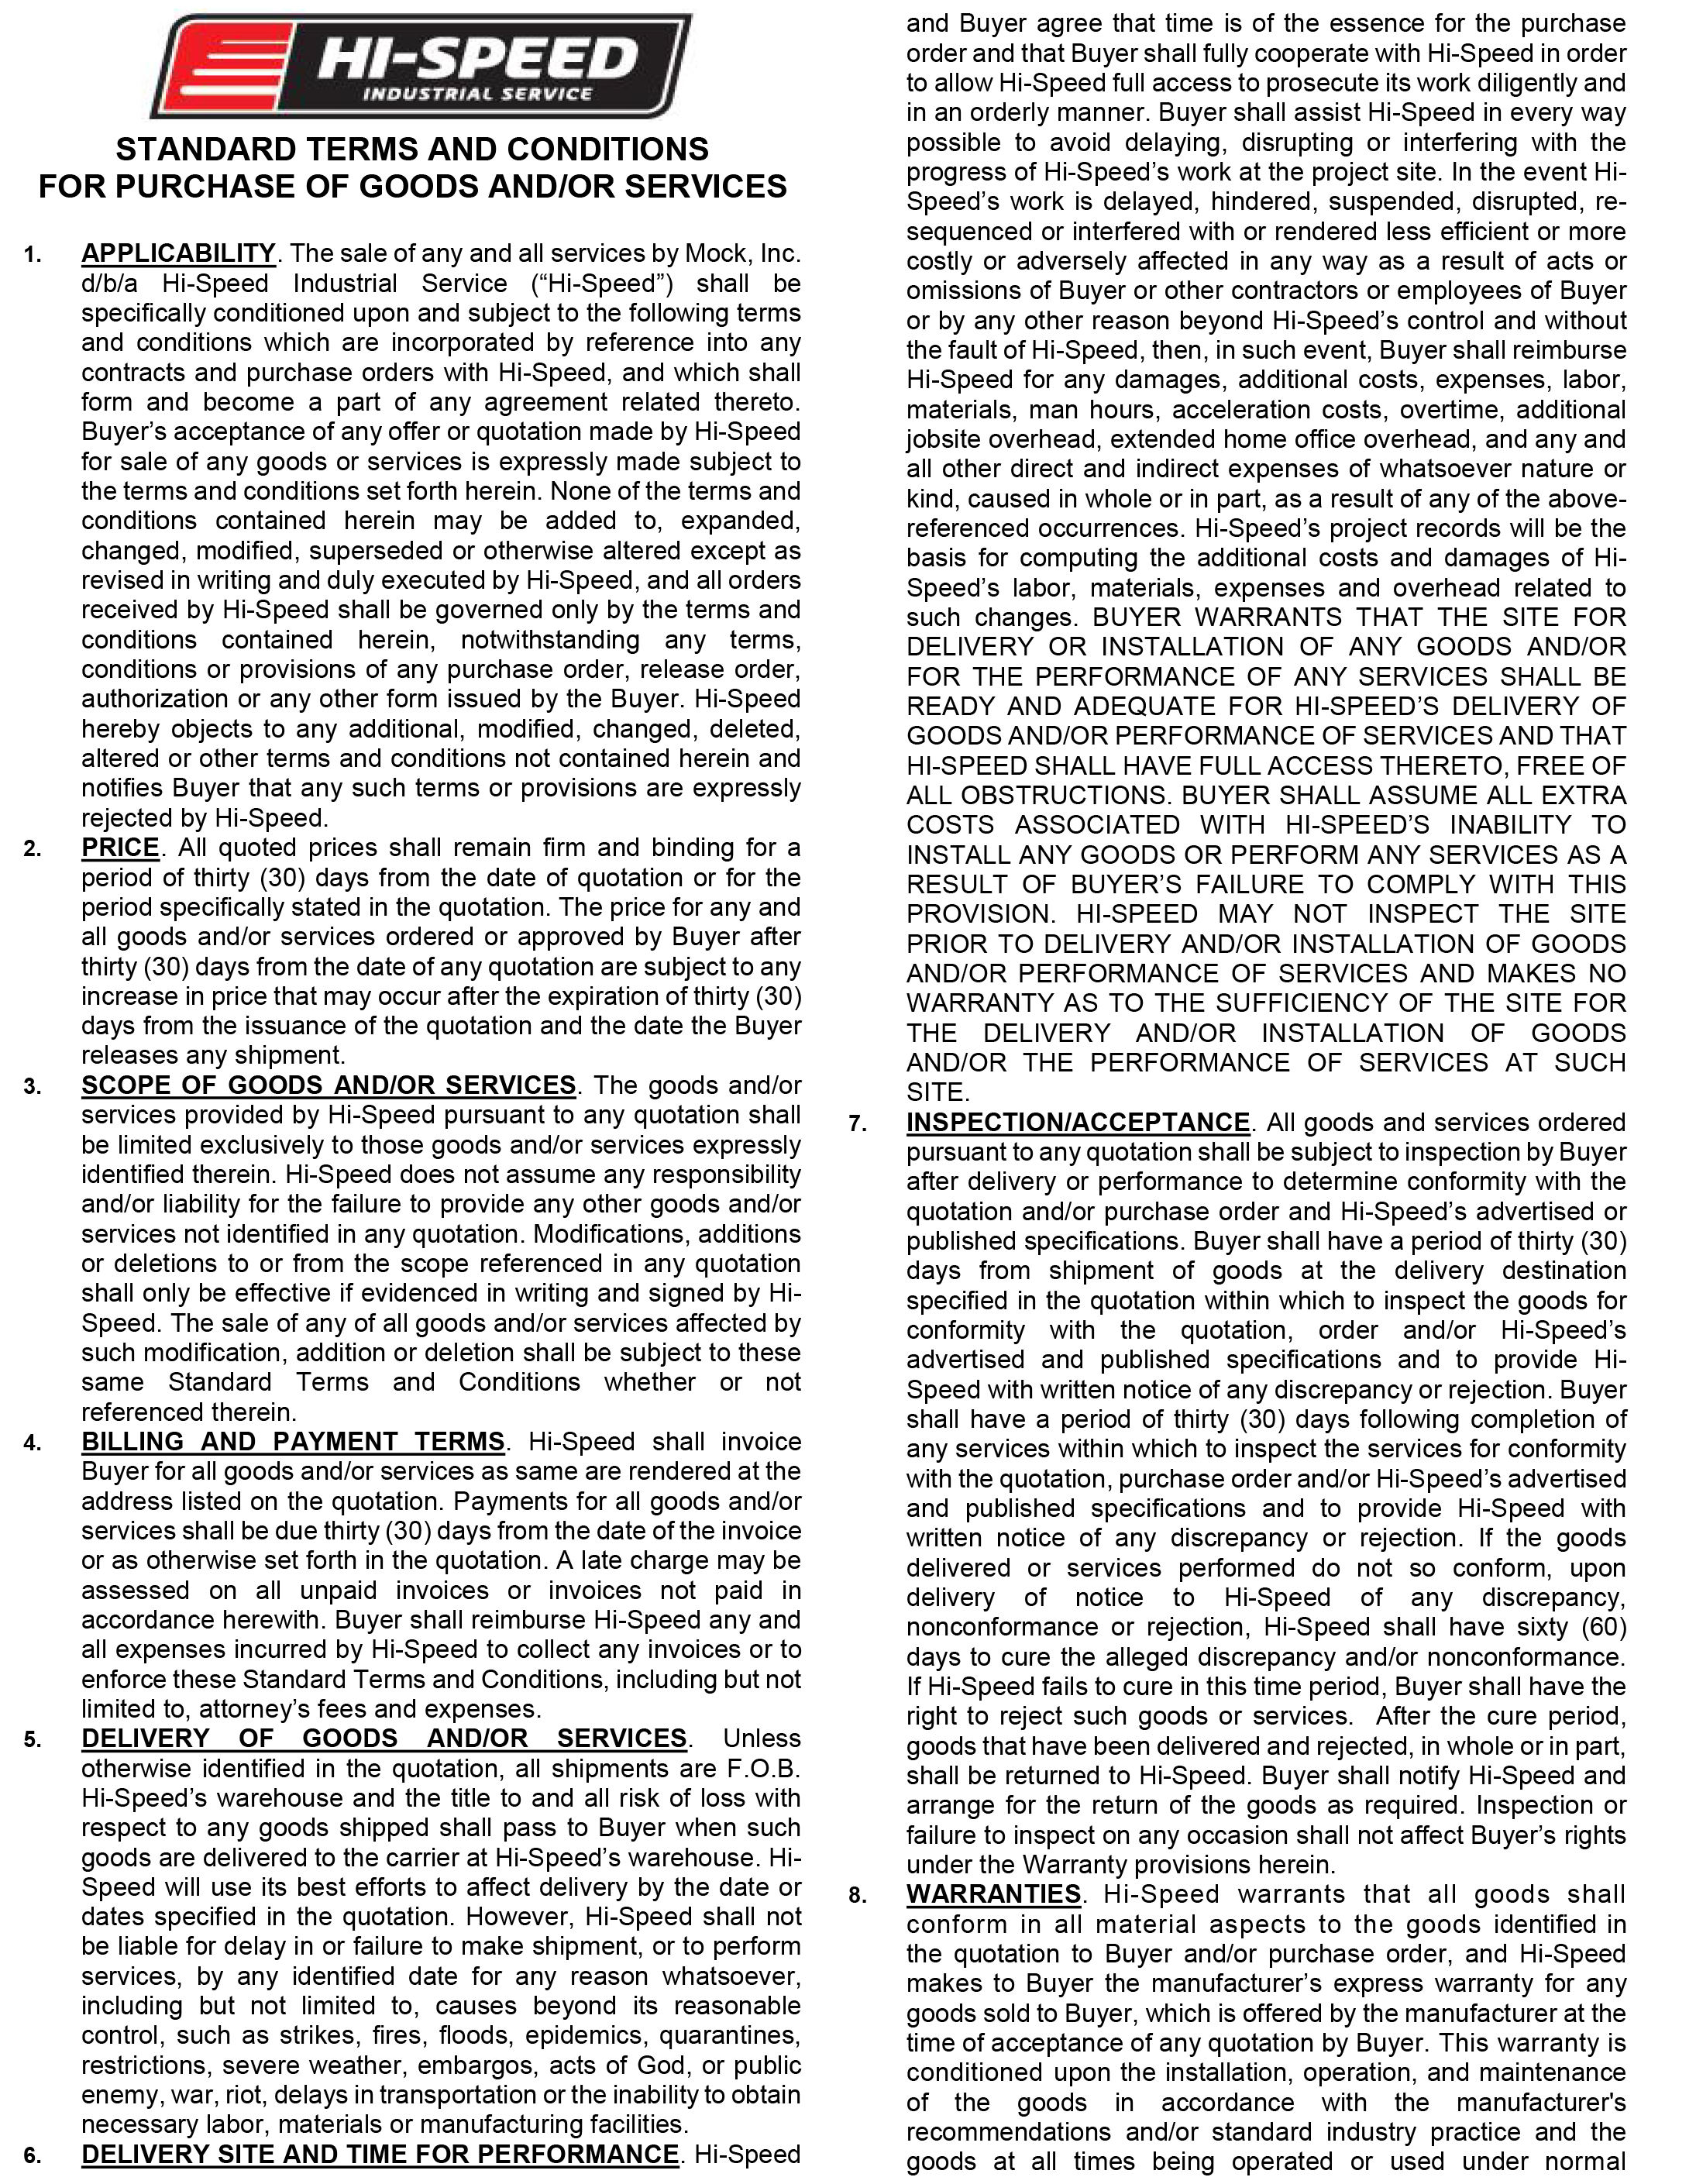 HI-SPEED
INDUSTRIAL SERVICE
STANDARD TERMS AND CONDITIONS
FOR PURCHASE OF GOODS AND/OR SERVICES
1. APPLICABILITY. The sale of any and all services by Mock, Inc.
d/b/a Hi-Speed Industrial Service (“Hi-Speed”) shall be
specifically conditioned upon and subject to the following terms
and conditions which are incorporated by reference into any
contracts and purchase orders with Hi-Speed, and which shall
form and become a part of any agreement related thereto.
Buyer’s acceptance of any offer or quotation made by Hi-Speed
for sale of any goods or services is expressly made subject to
the terms and conditions set forth herein. None of the terms and
conditions contained herein may be added to, expanded,
changed, modified, superseded or otherwise altered except as
revised in writing and duly executed by Hi-Speed, and all orders
received by Hi-Speed shall be governed only by the terms and
conditions contained herein, notwithstanding any terms,
conditions or provisions of any purchase order, release order,
authorization or any other form issued by the Buyer. Hi-Speed
hereby objects to any additional, modified, changed, deleted,
altered or other terms and conditions not contained herein and
notifies Buyer that any such terms or provisions are expressly
rejected by Hi-Speed.
2. PRICE. All quoted prices shall remain firm and binding for a
period of thirty (30) days from the date of quotation or for the
period specifically stated in the quotation. The price for any and
all goods and/or services ordered or approved by Buyer after
thirty (30) days from the date of any quotation are subject to any
increase in price that may occur after the expiration of thirty (30)
days from the issuance of the quotation and the date the Buyer
releases any shipment.
3. SCOPE OF GOODS AND/OR SERVICES. The goods and/or
services provided by Hi-Speed pursuant to any quotation shall
be limited exclusively to those goods and/or services expressly
identified therein. Hi-Speed does not assume any responsibility
and/or liability for the failure to provide any other goods and/or
services not identified in any quotation. Modifications, additions
or deletions to or from the scope referenced in any quotation
shall only be effective if evidenced in writing and signed by Hi-
Speed. The sale of any of all goods and/or services affected by
such modification, addition or deletion shall be subject to these
same Standard Terms and Conditions whether or not
referenced therein.
4. BILLING AND PAYMENT TERMS. Hi-Speed shall invoice
Buyer for all goods and/or services as same are rendered at the
address listed on the quotation. Payments for all goods and/or
services shall be due thirty (30) days from the date of the invoice
or as otherwise set forth in the quotation. A late charge may be
assessed on all unpaid invoices or invoices not paid in
accordance herewith. Buyer shall reimburse Hi-Speed any and
all expenses incurred by Hi-Speed to collect any invoices or to
enforce these Standard Terms and Conditions, including but not
limited to, attorney’s fees and expenses.
5. DELIVERY OF GOODS AND/OR SERVICES. Unless
otherwise identified in the quotation, all shipments are F.O.B.
Hi-Speed’s warehouse and the title to and all risk of loss with
respect to any goods shipped shall pass to Buyer when such
goods are delivered to the carrier at Hi-Speed’s warehouse. Hi-
Speed will use its best efforts to affect delivery by the date or
dates specified in the quotation. However, Hi-Speed shall not
be liable for delay in or failure to make shipment, or to perform
services, by any identified date for any reason whatsoever,
including but not limited to, causes beyond its reasonable
control, such as strikes, fires, floods, epidemics, quarantines,
restrictions, severe weather, embargos, acts of God, or public
enemy, war, riot, delays in transportation or the inability to obtain
necessary labor, materials or manufacturing facilities.
6. DELIVERY SITE AND TIME FOR PERFORMANCE. Hi-Speed
and Buyer agree that time is of the essence for the purchase
order and that Buyer shall fully cooperate with Hi-Speed in order
to allow Hi-Speed full access to prosecute its work diligently and
in an orderly manner. Buyer shall assist Hi-Speed in every way
possible to avoid delaying, disrupting or interfering with the
progress of Hi-Speed’s work at the project site. In the event Hi-
Speed’s work is delayed, hindered, suspended, disrupted, re-
sequenced or interfered with or rendered less efficient or more
costly or adversely affected in any way as a result of acts or
omissions of Buyer or other contractors or employees of Buyer
or by any other reason beyond Hi-Speed’s control and without
the fault of Hi-Speed, then, in such event, Buyer shall reimburse
Hi-Speed for any damages, additional costs, expenses, labor,
materials, man hours, acceleration costs, overtime, additional
jobsite overhead, extended home office overhead, and any and
all other direct and indirect expenses of whatsoever nature or
kind, caused in whole or in part, as a result of any of the above-
referenced occurrences. Hi-Speed’s project records will be the
basis for computing the additional costs and damages of Hi-
Speed’s labor, materials, expenses and overhead related to
such changes. BUYER WARRANTS THAT THE SITE FOR
DELIVERY OR INSTALLATION OF ANY GOODS AND/OR
FOR THE PERFORMANCE OF ANY SERVICES SHALL BE
READY AND ADEQUATE FOR HI-SPEED’S DELIVERY OF
GOODS AND/OR PERFORMANCE OF SERVICES AND THAT
HI-SPEED SHALL HAVE FULL ACCESS THERETO, FREE OF
ALL OBSTRUCTIONS. BUYER SHALL ASSUME ALL EXTRA
COSTS ASSOCIATED WITH HI-SPEED’S INABILITY TO
INSTALL ANY GOODS OR PERFORM ANY SERVICES AS A
RESULT OF BUYER’S FAILURE TO COMPLY WITH THIS
PROVISION. HI-SPEED MAY NOT INSPECT THE SITE
PRIOR TO DELIVERY AND/OR INSTALLATION OF GOODS
AND/OR PERFORMANCE OF SERVICES AND MAKES NO
WARRANTY AS TO THE SUFFICIENCY OF THE SITE FOR
THE DELIVERY AND/OR INSTALLATION OF GOODS
AND/OR THE PERFORMANCE OF SERVICES AT SUCH
SITE.
7. INSPECTION/ACCEPTANCE. All goods and services ordered
pursuant to any quotation shall be subject to inspection by Buyer
after delivery or performance to determine conformity with the
quotation and/or purchase order and Hi-Speed’s advertised or
published specifications. Buyer shall have a period of thirty (30)
days from shipment of goods at the delivery destination
specified in the quotation within which to inspect the goods for
conformity with the quotation, order and/or Hi-Speed’s
advertised and published specifications and to provide Hi-
Speed with written notice of any discrepancy or rejection. Buyer
shall have a period of thirty (30) days following completion of
any services within which to inspect the services for conformity
with the quotation, purchase order and/or Hi-Speed’s advertised
and published specifications and to provide Hi-Speed with
written notice of any discrepancy or rejection. If the goods
delivered or services performed do not so conform, upon
delivery of notice to Hi-Speed of any discrepancy,
nonconformance or rejection, Hi-Speed shall have sixty (60)
days to cure the alleged discrepancy and/or nonconformance.
If Hi-Speed fails to cure in this time period, Buyer shall have the
right to reject such goods or services. After the cure period,
goods that have been delivered and rejected, in whole or in part,
shall be returned to Hi-Speed. Buyer shall notify Hi-Speed and
arrange for the return of the goods as required. Inspection or
failure to inspect on any occasion shall not affect Buyer’s rights
under the Warranty provisions herein.
8. WARRANTIES. Hi-Speed warrants that all goods shall
conform in all material aspects to the goods identified in
the quotation to Buyer and/or purchase order, and Hi-Speed
makes to Buyer the manufacturer’s express warranty for any
goods sold to Buyer, which is offered by the manufacturer at the
time of acceptance of any quotation by Buyer. This warranty is
conditioned upon the installation, operation, and maintenance
of the goods in accordance with the manufacturer's
recommendations and/or standard industry practice and the
goods at all times being operated or used under normal